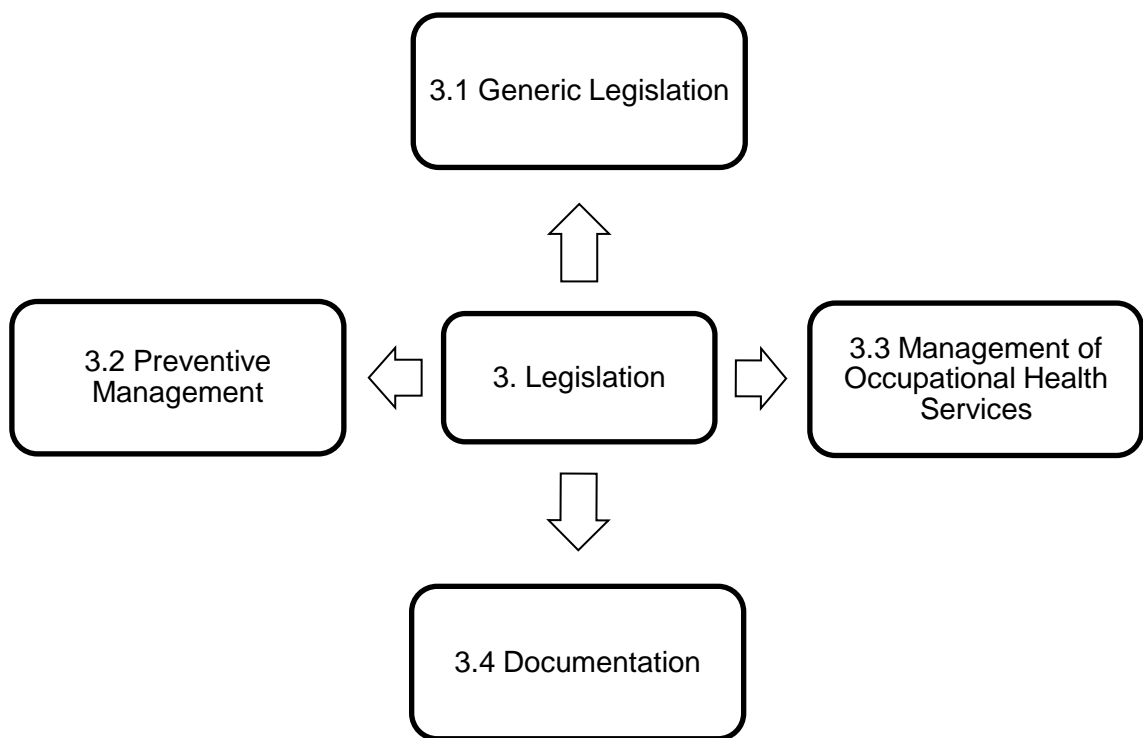 3.1 Generic Legislation
3.2 Preventive
Management
3. Legislation
3.3 Management of
Occupational Health
Services
3.4 Documentation